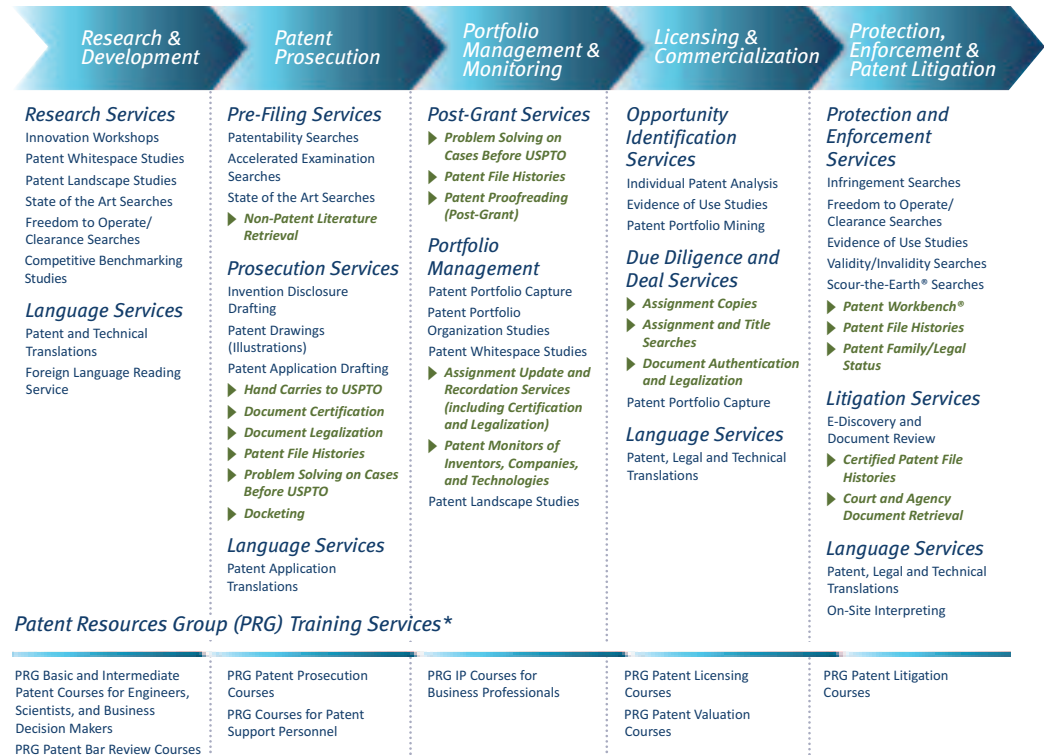 Research &
Development
Patent
Prosecution
Portfolio
Management &
Monitoring
Licensing &
Commercialization
Protection,
Enforcement &
Patent Litigation
Research Services
Innovation Workshops
Patent Whitespace Studies
Patent Landscape Studies
State of the Art Searches
Freedom to Operate/
Clearance Searches
Competitive Benchmarking
Studies
Language Services
Patent and Technical
Translations
Foreign Language Reading
Service
Pre-Filing Services
Patentability Searches
Accelerated Examination
Searches
State of the Art Searches
Non-Patent Literature
Retrieval
Prosecution Services
Invention Disclosure
Drafting
Patent Drawings
(Illustrations)
Patent Application Drafting
Hand Carries to USPTO
Document Certification
Document Legalization
Patent File Histories
Problem Solving on Cases
Before USPTO
Docketing
Language Services
Patent Application
Translations
Post-Grant Services
Problem Solving on
Cases Before USPTO
Patent File Histories
Patent Proofreading
(Post-Grant)
Portfolio
Management
Patent Portfolio Capture
Patent Portfolio
Organization Studies
Patent Whitespace Studies
Assignment Update and
Recordation Services
(including Certification
and Legalization)
Patent Monitors of
Inventors, Companies,
and Technologies
Patent Landscape Studies
Opportunity
Identification
Services
Individual Patent Analysis
Evidence of Use Studies
Patent Portfolio Mining
Due Diligence and
Deal Services
Assignment Copies
Assignment and Title
Searches
Document Authentication
and Legalization
Patent Portfolio Capture
Language Services
Patent, Legal and Technical
Translations
Protection and
Enforcement
Services
Infringement Searches
Freedom to Operate/
Clearance Searches
Evidence of Use Studies
Validity/Invalidity Searches
Scour-the-Earth® Searches
Patent Workbench®
Patent File Histories
Patent Family/Legal
Status
Litigation Services
E-Discovery and
Document Review
Certified Patent File
Histories
Court and Agency
Document Retrieval
Language Services
Patent, Legal and Technical
Translations
On-Site Interpreting
Patent Resources Group (PRG) Training Services*
PRG Basic and Intermediate
Patent Courses for Engineers,
Scientists, and Business
Decision Makers
PRG Patent Bar Review Courses
PRG Patent Prosecution
Courses
PRG Courses for Patent
Support Personnel
PRG IP Courses for
Business Professionals
PRG Patent Licensing
Courses
PRG Patent Valuation
Courses
PRG Patent Litigation
Courses